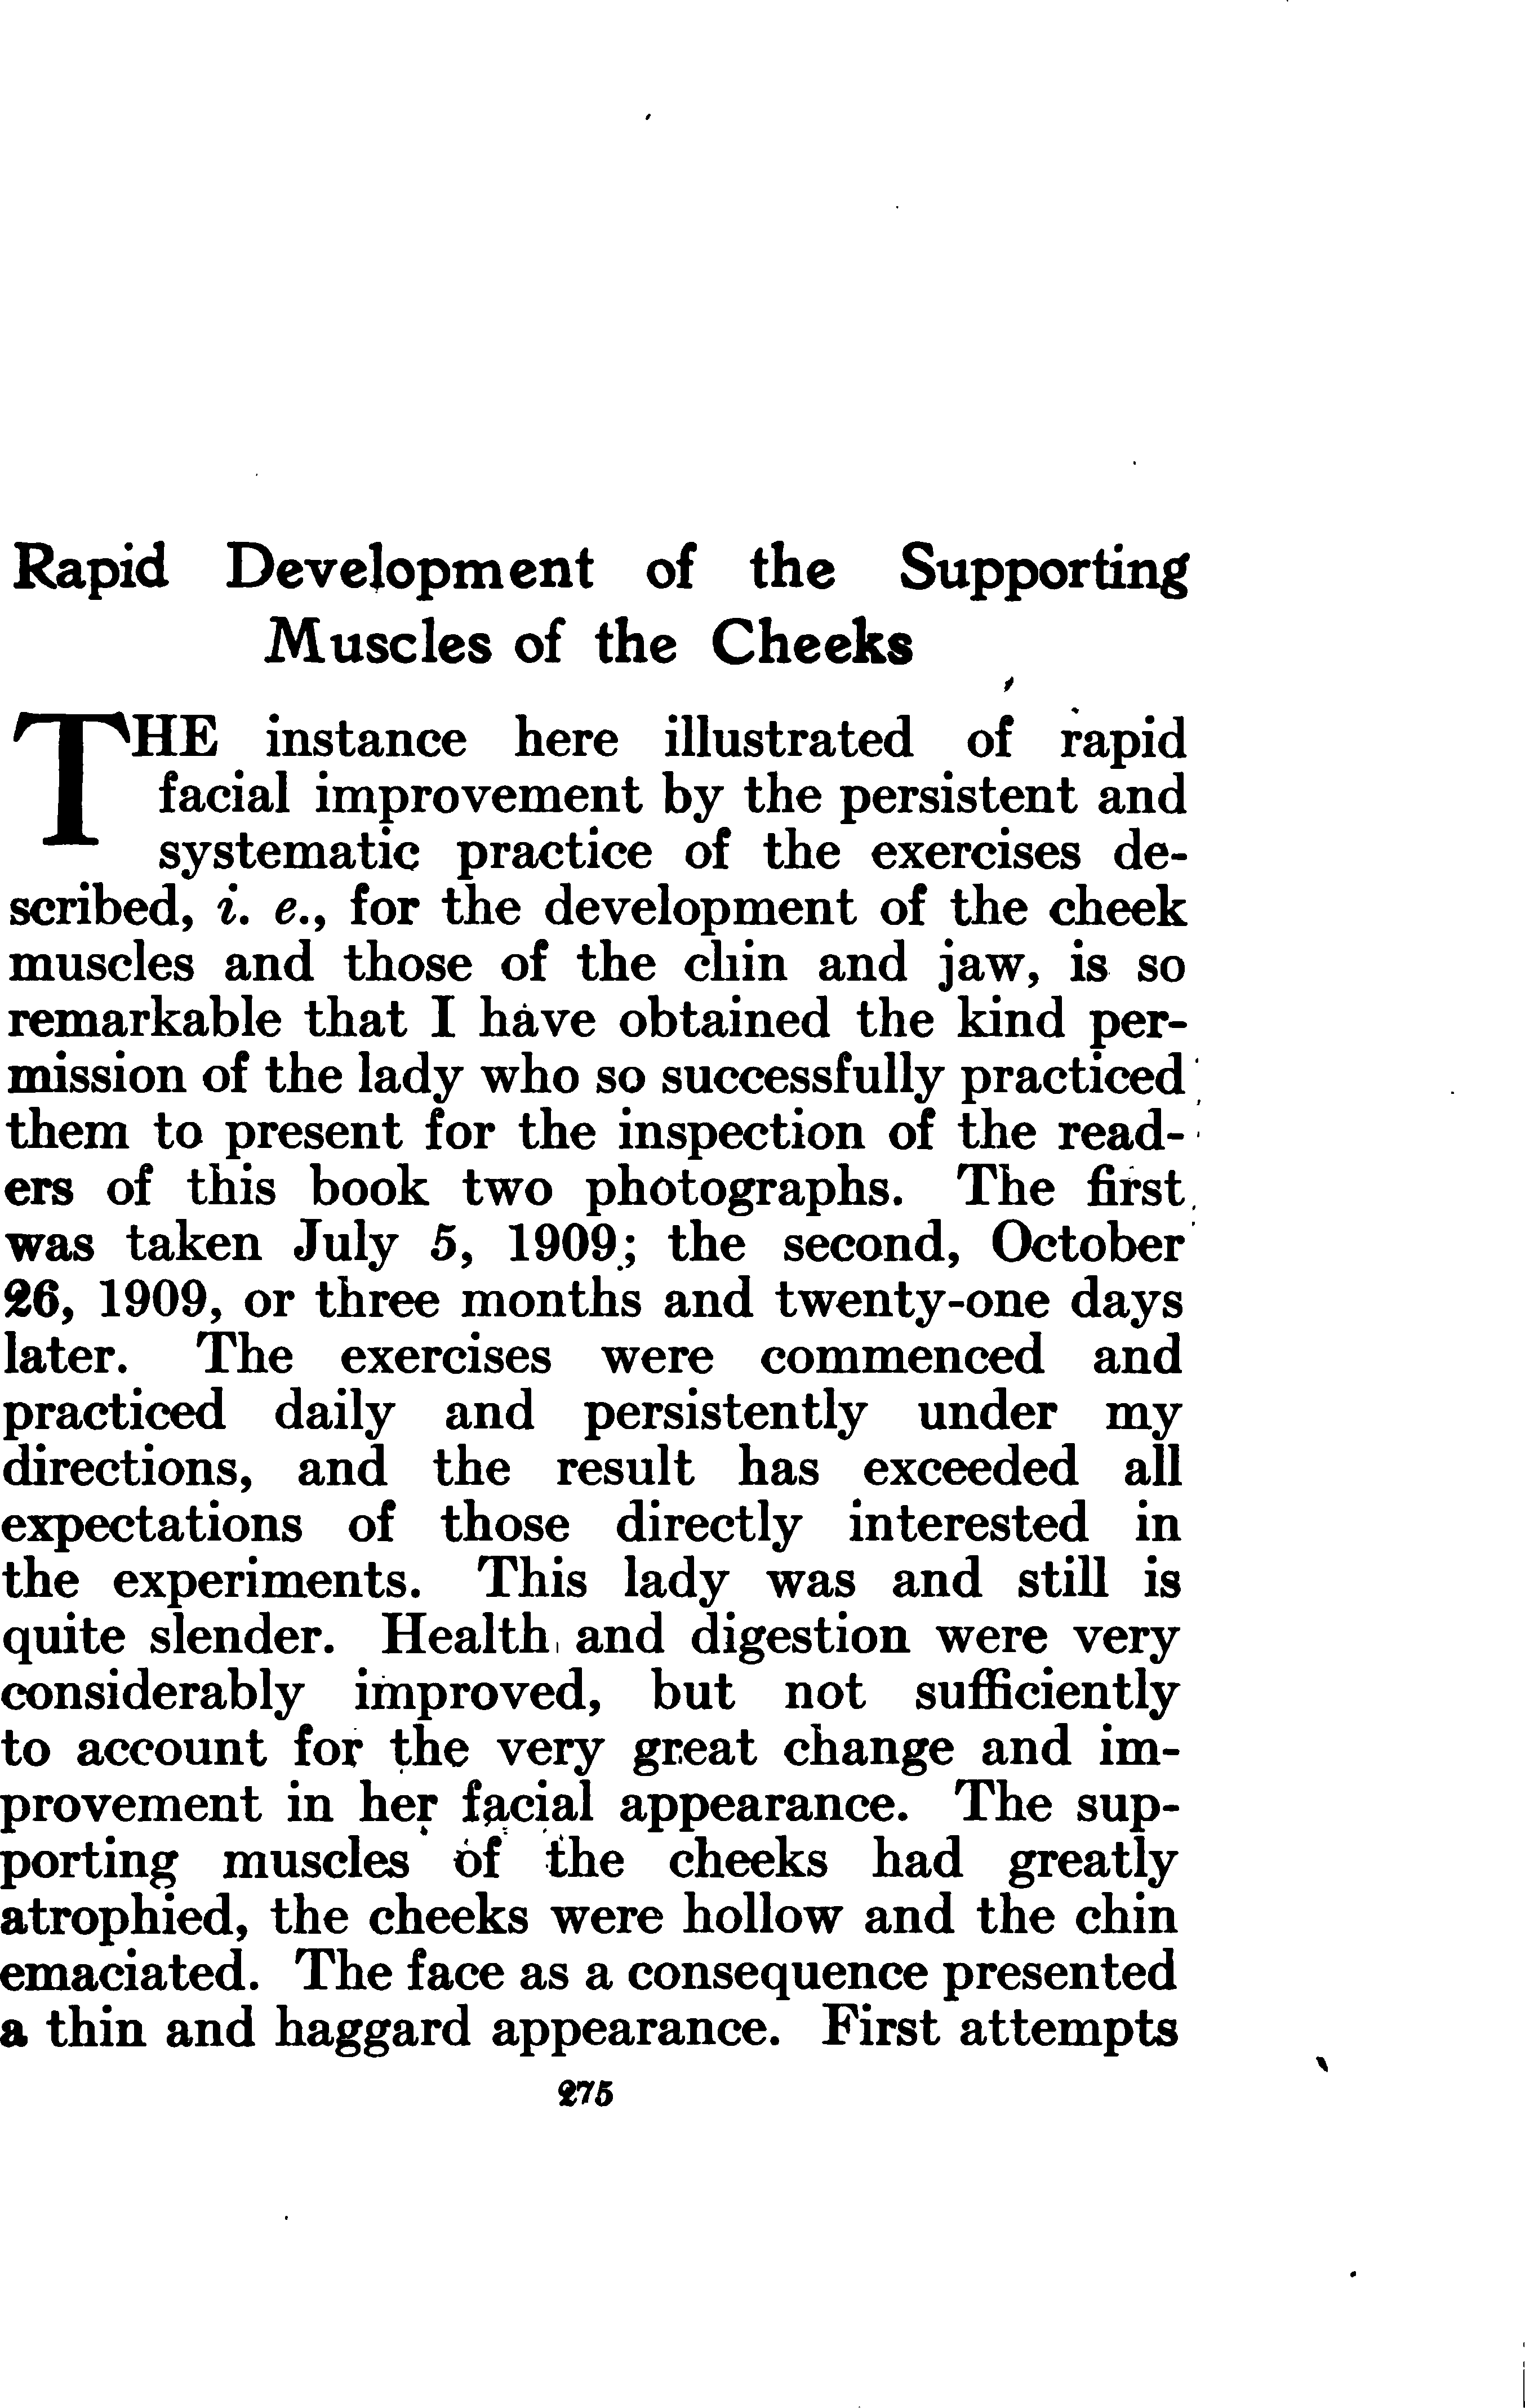 Rapid Development of the Supporting
Muscles of the Cheeks
THE instance here illustrated of rapid
facial improvement by the persistent and
systematic practice of the exercises de-
scribed, i. e., for the development of the cheek
muscles and those of the chin and jaw, is so
remarkable that I have obtained the kind per-
mission of the lady who so successfully practiced
them to present for the inspection of the read-
ers of this book two photographs. The first
was taken July 5, 1909; the second, October
26, 1909, or three months and twenty-one days
later. The exercises were commenced and
practiced daily and persistently under my
directions, and the result has exceeded all
expectations of those directly interested in
the experiments. This lady was and still is
quite slender. Health and digestion were very
considerably improved, but not sufficiently
to account for the very great change and im-
provement in her facial appearance. The sup-
porting muscles of the cheeks had greatly
atrophied, the cheeks were hollow and the chin
emaciated. The face as a consequence presented
a thin and haggard appearance. First attempts
275